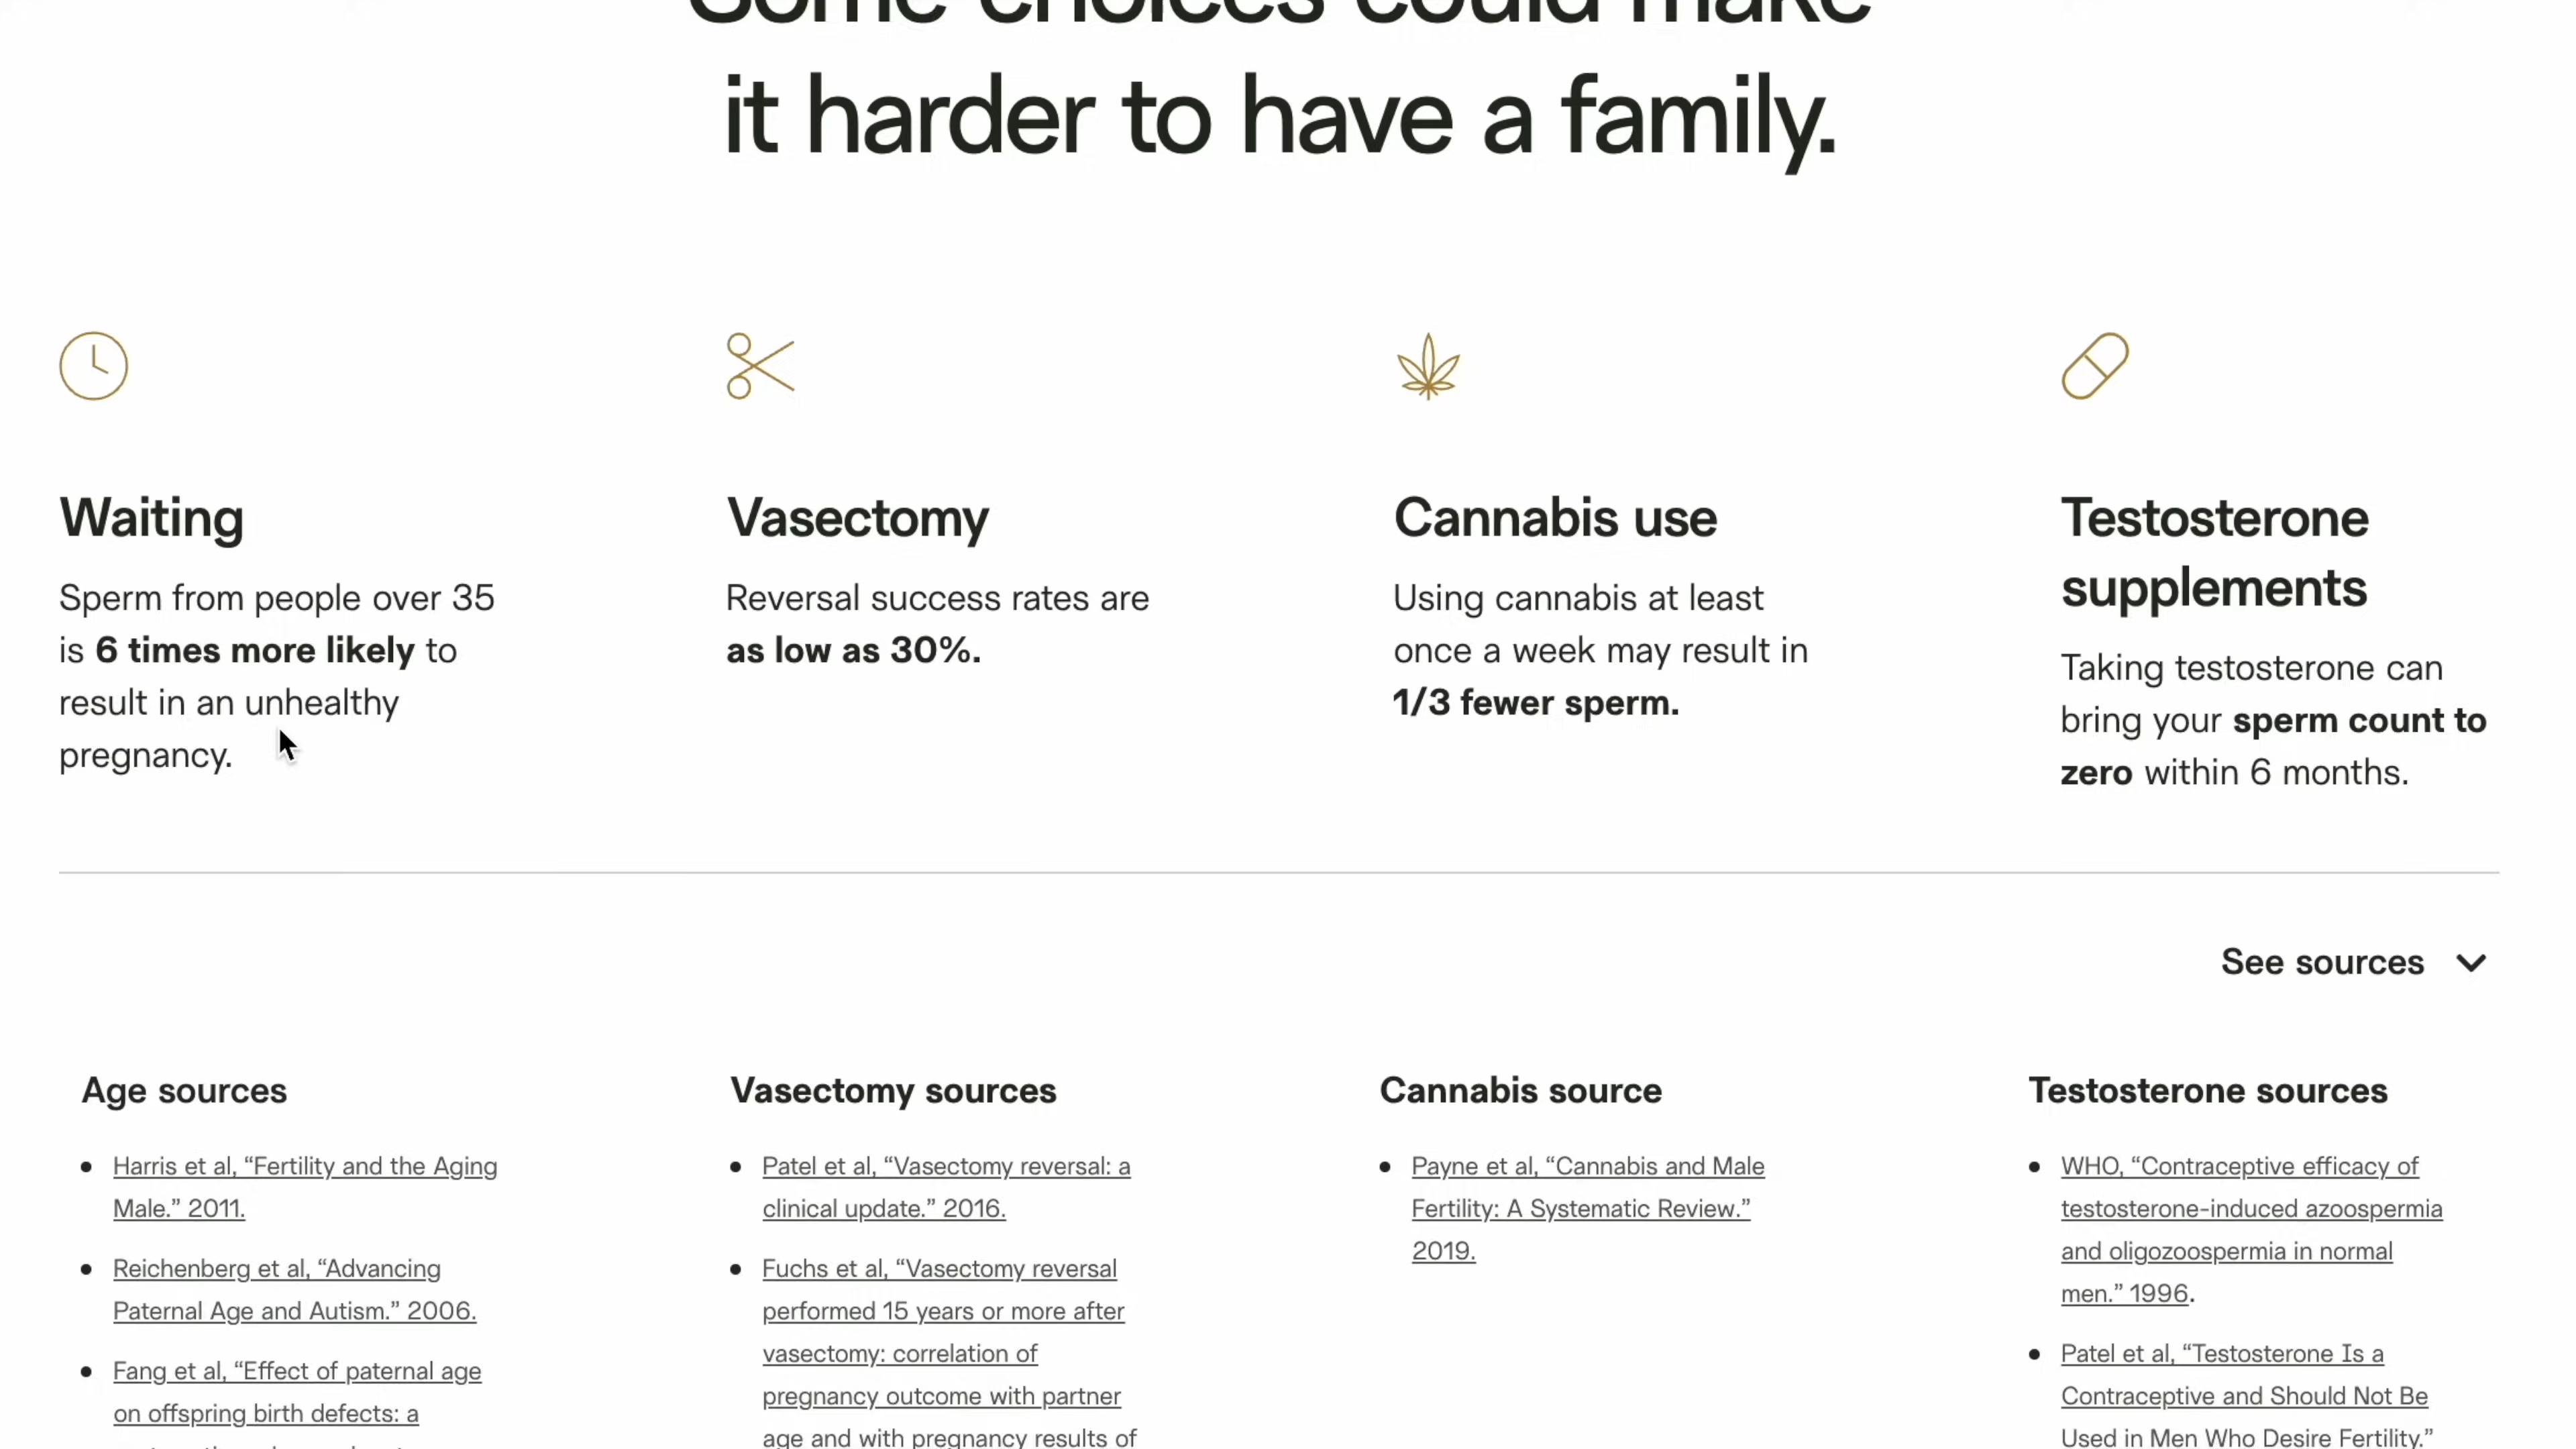 Some choices could make
it harder to have a family.
Waiting
Sperm from people over 35
is 6 times more likely to
result in an unhealthy
pregnancy.
Vasectomy
Reversal success rates are
as low as 30%.
Cannabis use
Using cannabis at least
once a week may result in
1/3 fewer sperm.
Testosterone
supplements
Taking testosterone can
bring your sperm count to
zero within 6 months.
See sources
Age sources
• Harris et al, “Fertility and the Aging
Male.” 2011.
• Reichenberg et al, “Advancing
Paternal Age and Autism.” 2006.
• Fang et al, “Effect of paternal age
on offspring birth defects: a
Vasectomy sources
• Patel et al, “Vasectomy reversal: a
clinical update.” 2016.
• Fuchs et al, “Vasectomy reversal
performed 15 years or more after
vasectomy: correlation of
pregnancy outcome with partner
age and with pregnancy results of
Cannabis source
• Payne et al, “Cannabis and Male
Fertility: A Systematic Review.”
2019.
Testosterone sources
• WHO, “Contraceptive efficacy of
testosterone-induced azoospermia
and oligozoospermia in normal
men.” 1996.
• Patel et al, “Testosterone Is a
Contraceptive and Should Not Be
Used in Men Who Desire Fertility.”